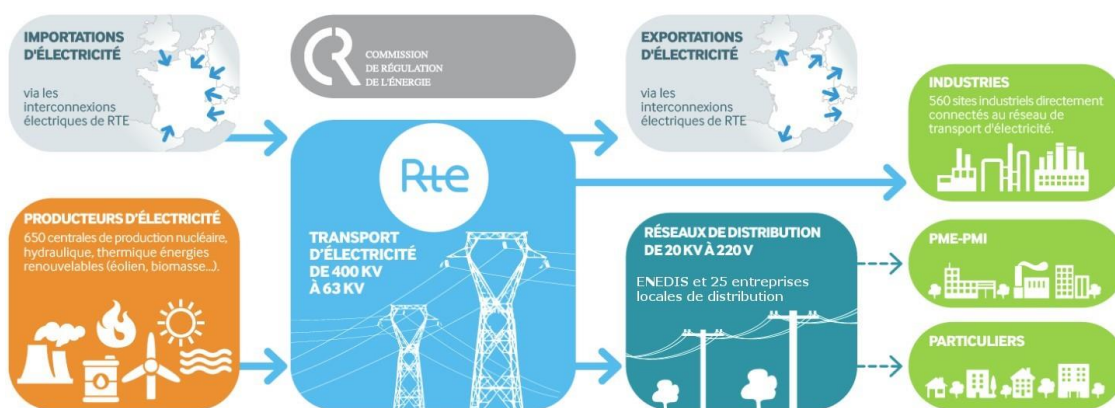 IMPORTATIONS
D'ÉLECTRICITÉ
via les
interconnexions
électriques de RTE
COMMISSION
DE RÉGULATION
DE L'ÉNERGIE
EXPORTATIONS
D'ÉLECTRICITÉ
via les
interconnexions
électriques de RTE
INDUSTRIES
560 sites industriels directement
connectés au réseau de
transport d'électricité.
Rte
PRODUCTEURS D'ÉLECTRICITÉ
650 centrales de production nucléaire,
hydraulique, thermique énergies
renouvelables (éolien, biomasse...).
TRANSPORT
D'ÉLECTRICITÉ
DE 400 KV
À 63 KV
RÉSEAUX DE DISTRIBUTION
DE 20 KV À 220 V
ENEDIS et 25 entreprises
locales de distribution
PME-PMI
PARTICULIERS